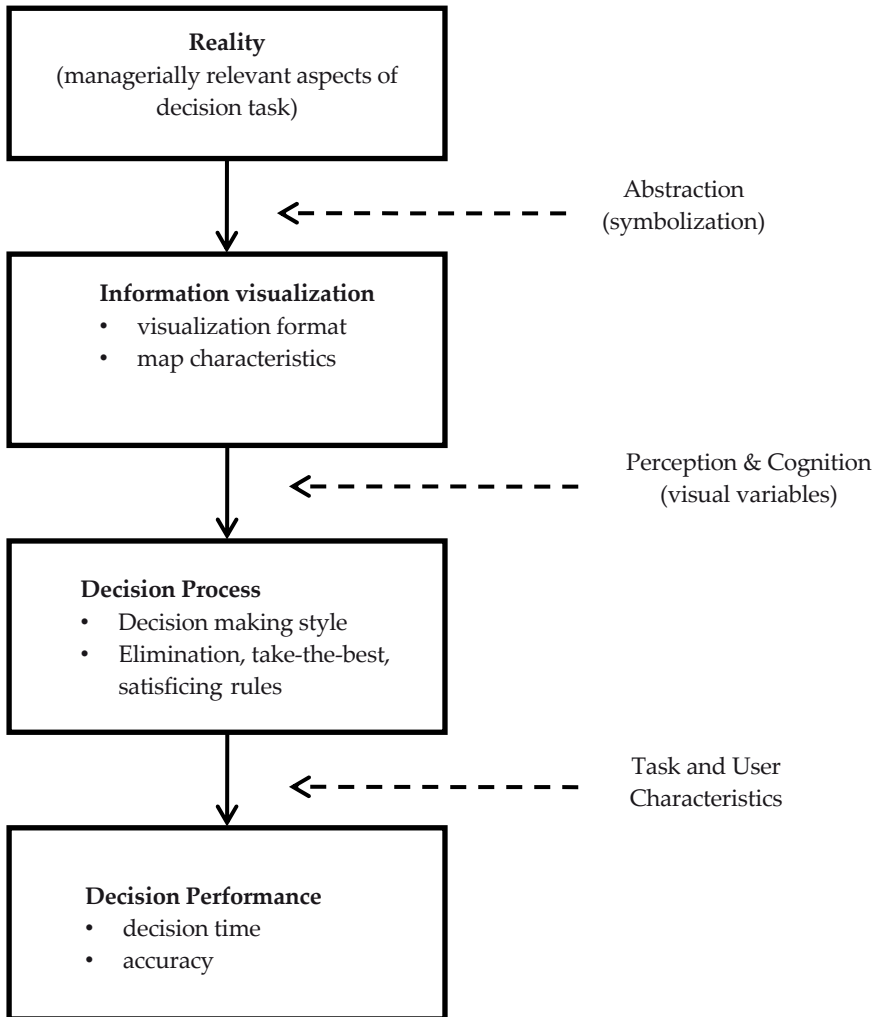 Reality
(managerially relevant aspects of
decision task)
Abstraction
(symbolization)
Information visualization
• visualization format
• map characteristics
Perception & Cognition
(visual variables)
Decision Process
• Decision making style
• Elimination, take-the-best,
satisficing rules
Task and User
Characteristics
Decision Performance
• decision time
• accuracy